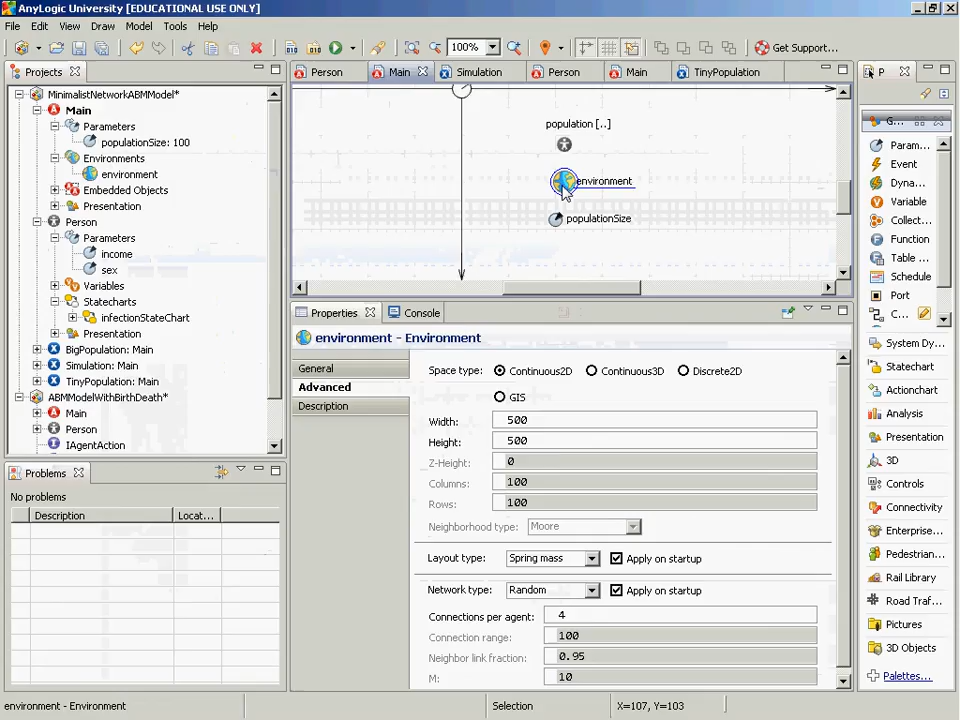 AnyLogic University [EDUCATIONAL USE ONLY]
File Edit View Draw Model Tools Help
100% Get Support...
Projects
Person Main Simulation Person Main TinyPopulation P
MinimalistNetworkABMModel*
Main
Parameters
populationSize: 100
Environments
environment
Embedded Objects
Presentation
Person
Parameters
income
sex
Variables
Statecharts
infectionStateChart
Presentation
BigPopulation: Main
Simulation: Main
TinyPopulation: Main
ABMModelWithBirthDeath*
Main
Person
IAgentAction
population [..]
environment
populationSize
G...
Param...
Event
Dyna...
Variable
Collect...
Function
Table ...
Schedule
Port
C...
System Dy...
Statechart
Actionchart
Analysis
Presentation
3D
Controls
Connectivity
Enterprise...
Pedestrian...
Rail Library
Road Traf...
Pictures
3D Objects
Palettes...
Properties Console
environment - Environment
General
Advanced
Description
Space type: Continuous2D Continuous3D Discrete2D
GIS
Width: 500
Height: 500
Z-Height: 0
Columns: 100
Rows: 100
Neighborhood type: Moore
Layout type: Spring mass Apply on startup
Network type: Random Apply on startup
Connections per agent: 4
Connection range: 100
Neighbor link fraction: 0.95
M: 10
Problems
No problems
Description Locat...
environment - Environment Selection X=107, Y=103